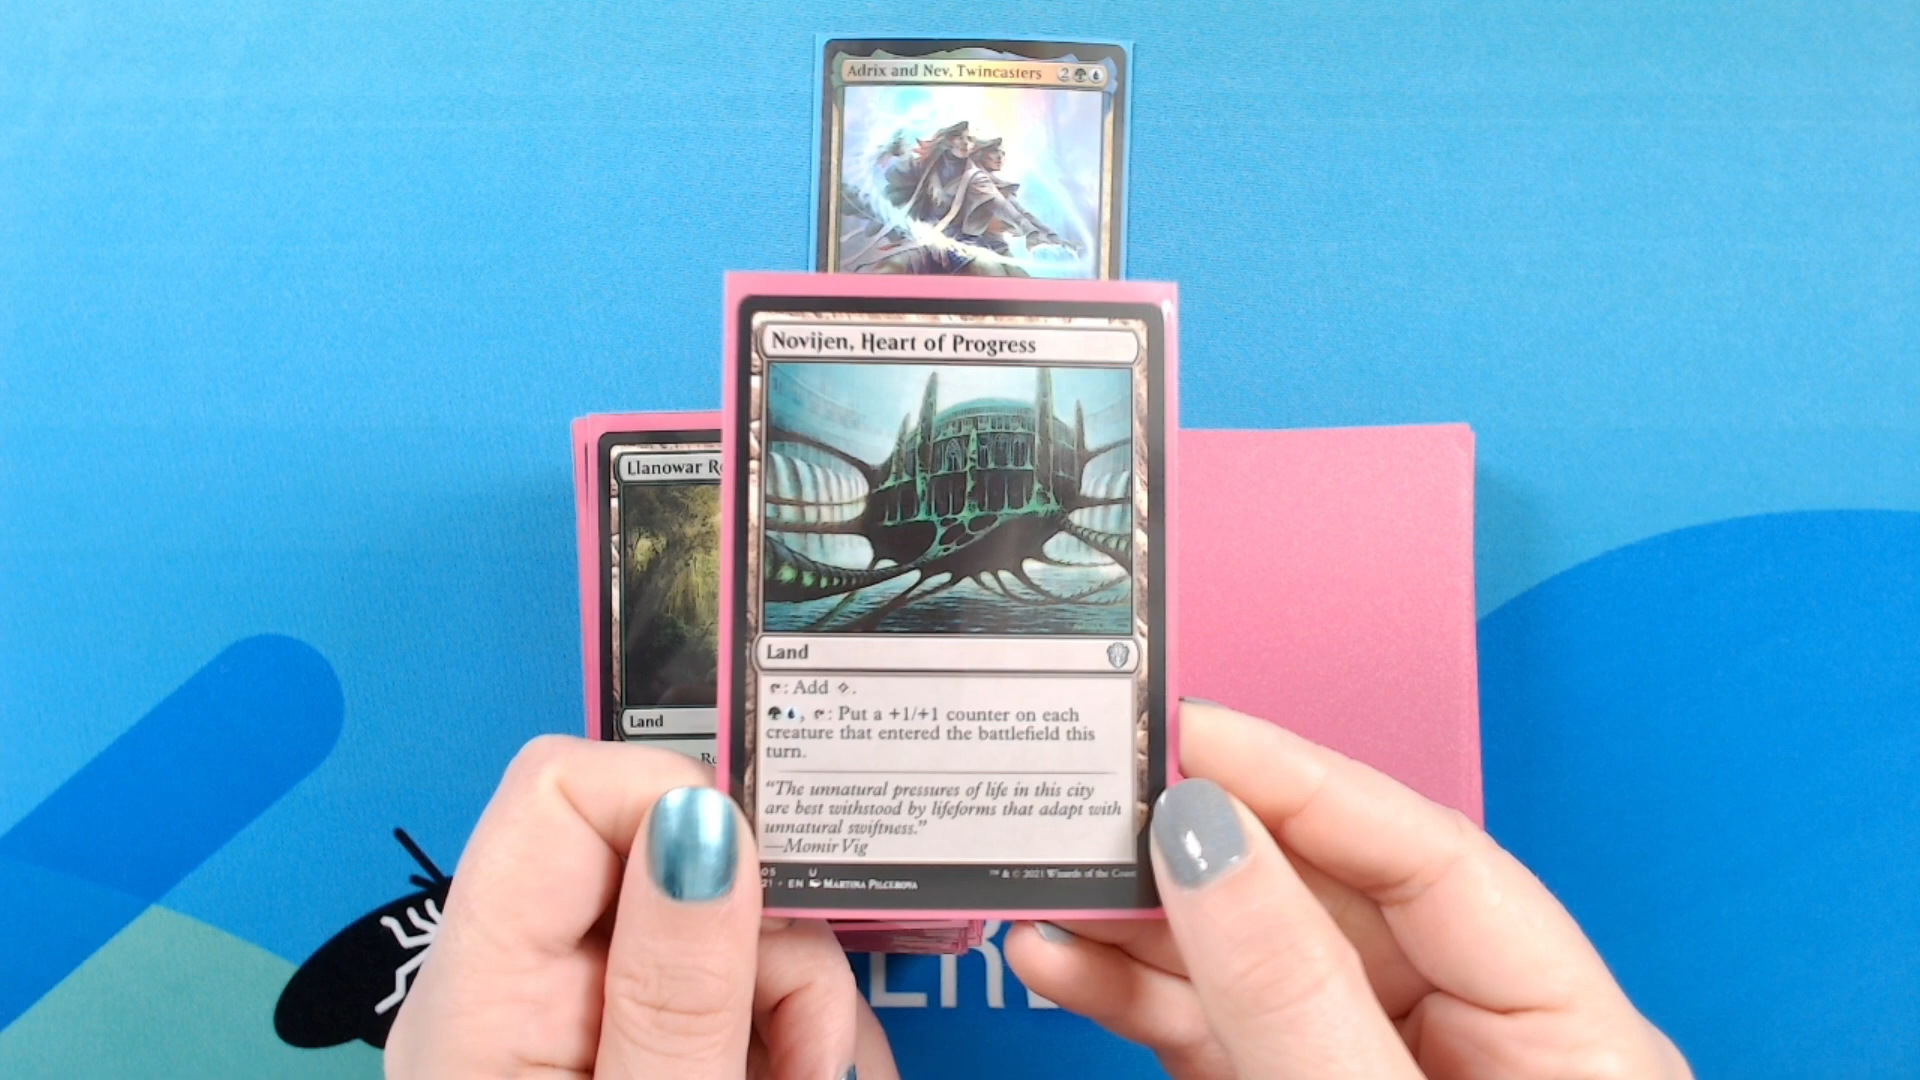 Adrix and Nev, Twincasters 2
Novijen, Heart of Progress
Llanowar
Land
: Add .
, : Put a +1/+1 counter on each
creature that entered the battlefield this
turn.
"The unnatural pressures of life in this city
are best withstood by lifeforms that adapt with
unnatural swiftness."
—Momir Vig
U
EN Martina Pilcerova
™ & © 2021 Wizards of the Coast
Land